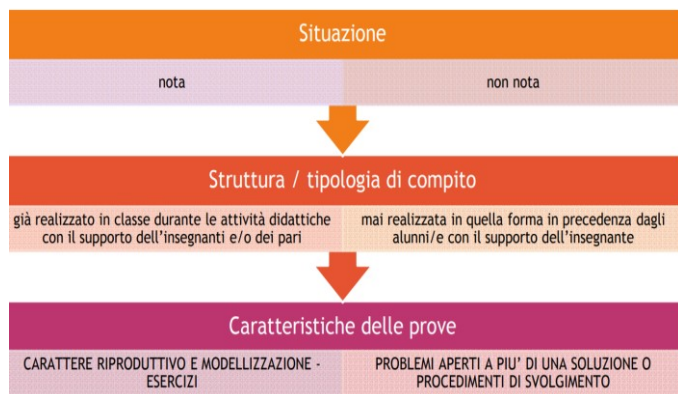 Situazione
nota
non nota
Struttura / tipologia di compito
già realizzato in classe durante le attività didattiche
con il supporto dell'insegnanti e/o dei pari
mai realizzata in quella forma in precedenza dagli
alunni/e con il supporto dell'insegnante
Caratteristiche delle prove
CARATTERE RIPRODUTTIVO E MODELLIZZAZIONE -
ESERCIZI
PROBLEMI APERTI A PIU' DI UNA SOLUZIONE O
PROCEDIMENTI DI SVOLGIMENTO